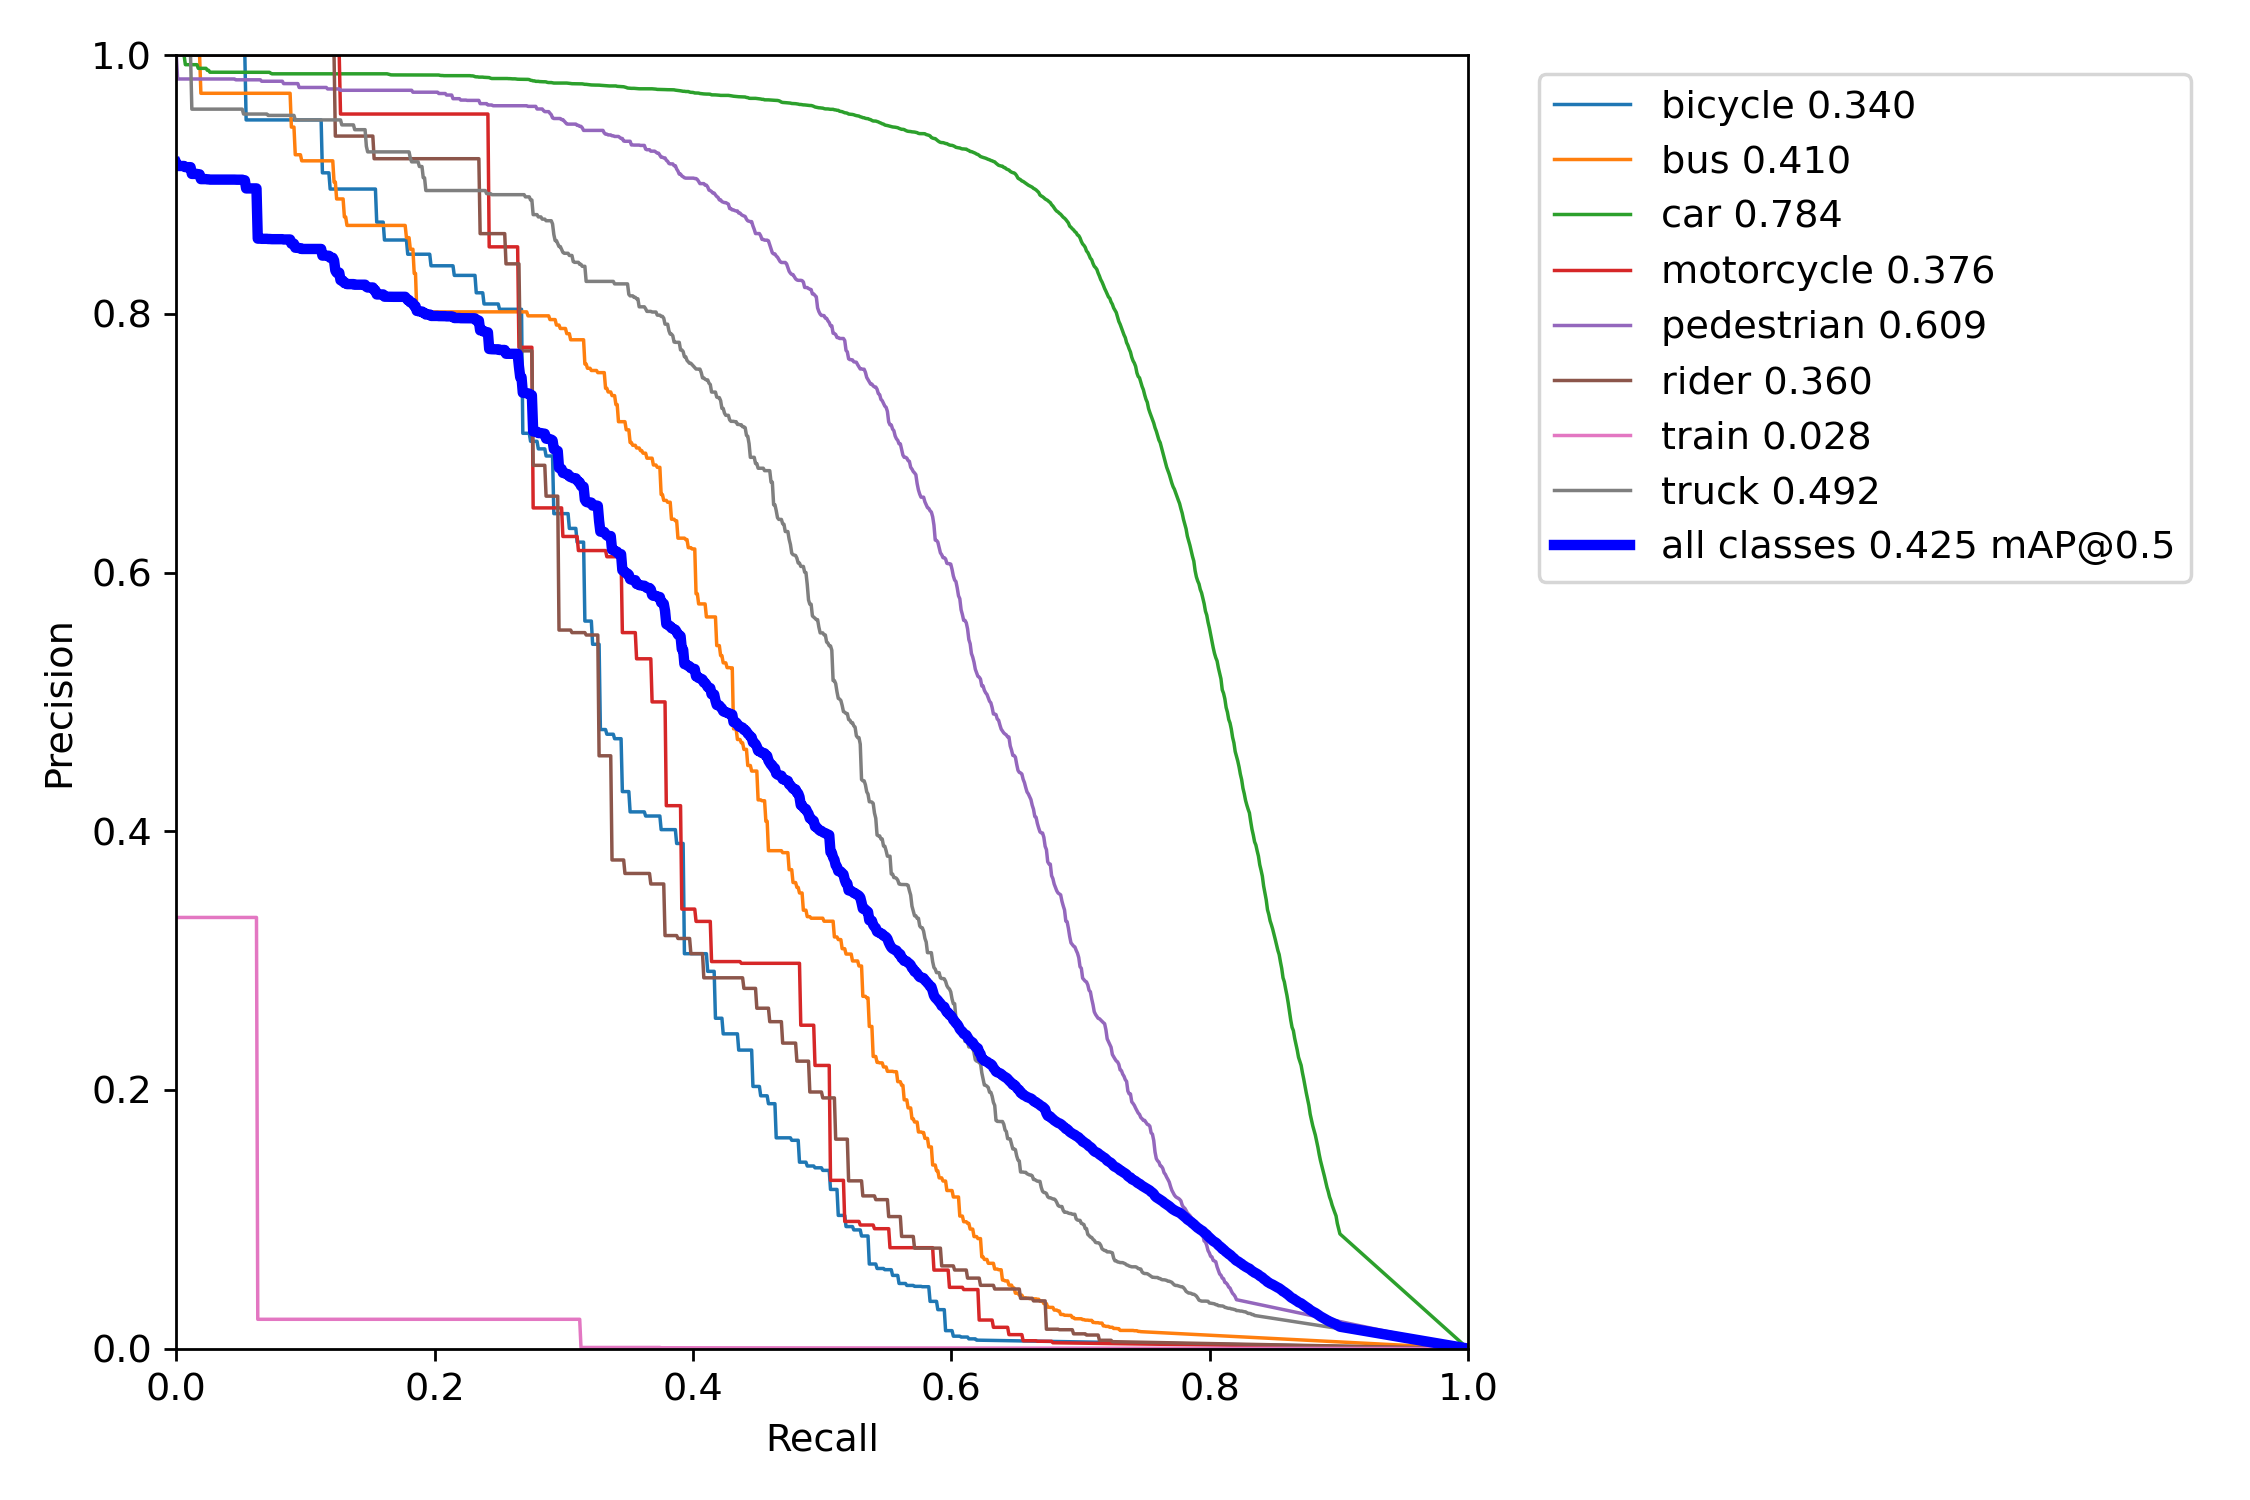 1.0
0.8
0.6
0.4
0.2
0.0
Precision
0.0 0.2 0.4 0.6 0.8 1.0
Recall
bicycle 0.340
bus 0.410
car 0.784
motorcycle 0.376
pedestrian 0.609
rider 0.360
train 0.028
truck 0.492
all classes 0.425 mAP@0.5